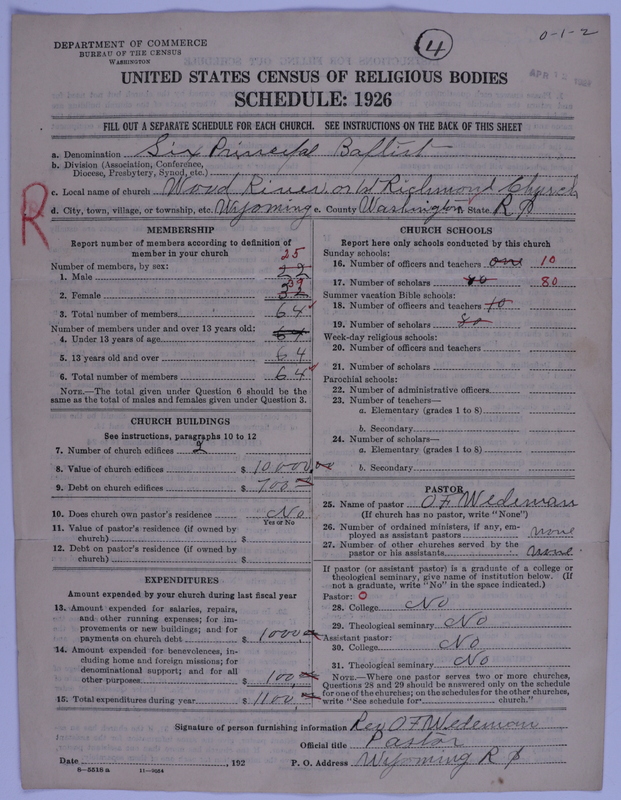 DEPARTMENT OF COMMERCE
BUREAU OF THE CENSUS
WASHINGTON
4
0-1-2
APR 12
UNITED STATES CENSUS OF RELIGIOUS BODIES
SCHEDULE: 1926
FILL OUT A SEPARATE SCHEDULE FOR EACH CHURCH. SEE INSTRUCTIONS ON THE BACK OF THIS SHEET
a. Denomination Six Principal Baptist
b. Division (Association, Conference, Diocese, Presbytery, Synod, etc.)
c. Local name of church Wood River or Richmond Church
R
d. City, town, village, or township, etc. Wyoming e. County Washington f. State R I
MEMBERSHIP
Report number of members according to definition of member in your church
Number of members, by sex:
1. Male 25
2. Female 39
3. Total number of members 64
Number of members under and over 13 years old:
4. Under 13 years of age 64
5. 13 years old and over 64
6. Total number of members 64
NOTE.—The total given under Question 6 should be the same as the total of males and females given under Question 3.
CHURCH BUILDINGS
See instructions, paragraphs 10 to 12
7. Number of church edifices 2
8. Value of church edifices $ 10,000.00
9. Debt on church edifices $ 700
10. Does church own pastor's residence No
Yes or No
11. Value of pastor's residence (if owned by church) $
12. Debt on pastor's residence (if owned by church) $
EXPENDITURES
Amount expended by your church during last fiscal year
13. Amount expended for salaries, repairs, and other running expenses; for improvements or new buildings; and for payments on church debt $ 1000
14. Amount expended for benevolences, including home and foreign missions; for denominational support; and for all other purposes $ 100
15. Total expenditures during year $ 1100
CHURCH SCHOOLS
Report here only schools conducted by this church
Sunday schools:
16. Number of officers and teachers one 10
17. Number of scholars 80
Summer vacation Bible schools:
18. Number of officers and teachers 10
19. Number of scholars 80
Week-day religious schools:
20. Number of officers and teachers
21. Number of scholars
Parochial schools:
22. Number of administrative officers
23. Number of teachers—
a. Elementary (grades 1 to 8)
b. Secondary
24. Number of scholars—
a. Elementary (grades 1 to 8)
b. Secondary
PASTOR
25. Name of pastor O F Wedeman
(If church has no pastor, write "None")
26. Number of ordained ministers, if any, employed as assistant pastors none
27. Number of other churches served by the pastor or his assistants none
If pastor (or assistant pastor) is a graduate of a college or theological seminary, give name of institution below. (If not a graduate, write "No" in the space indicated.)
Pastor: 0
28. College No
29. Theological seminary No
Assistant pastor:
30. College No
31. Theological seminary No
NOTE.—Where one pastor serves two or more churches, Questions 28 and 29 should be answered only on the schedule for one of the churches; on the schedules for the other churches, write "See schedule for church."
Signature of person furnishing information Rev O F Wedeman
Official title Pastor
Date , 192 P. O. Address Wyoming R I
8-5518 a 11-9054